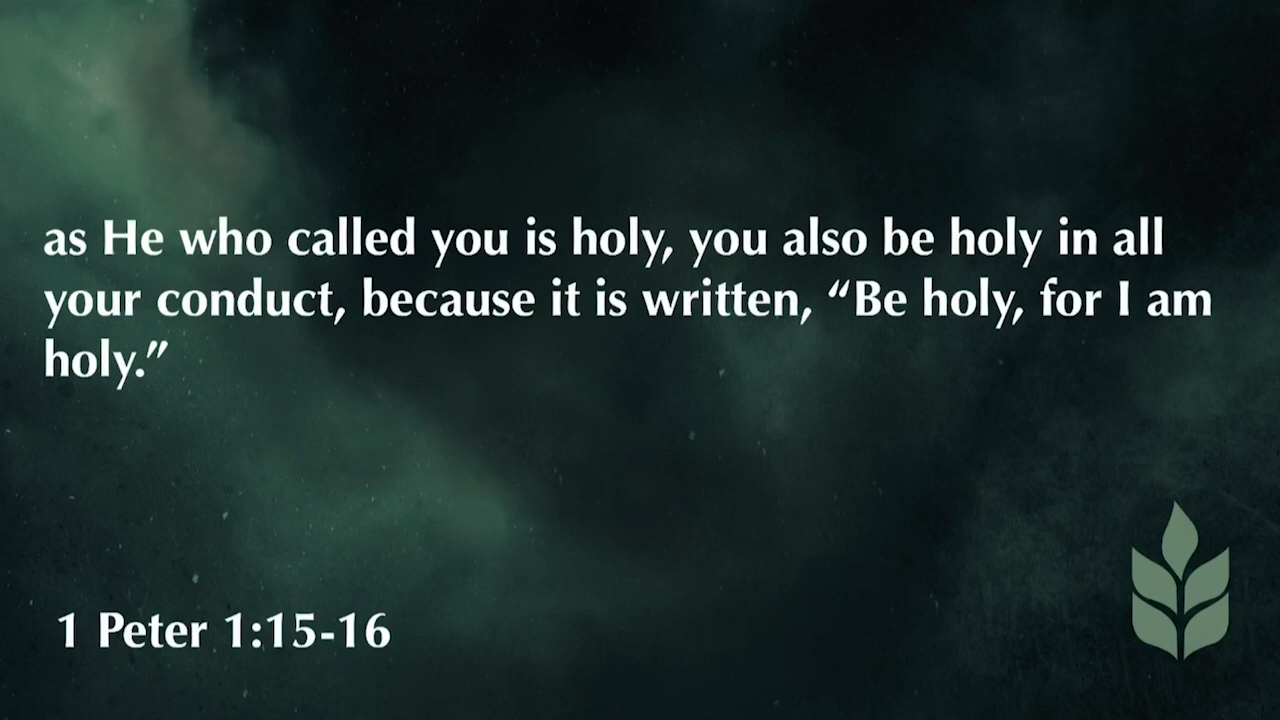 as He who called you is holy, you also be holy in all
your conduct, because it is written, “Be holy, for I am
holy.”
1 Peter 1:15-16